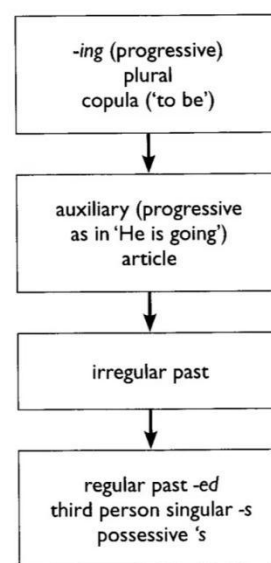 -ing (progressive)
plural
copula (‘to be’)
auxiliary (progressive
as in ‘He is going’)
article
irregular past
regular past -ed
third person singular -s
possessive ‘s